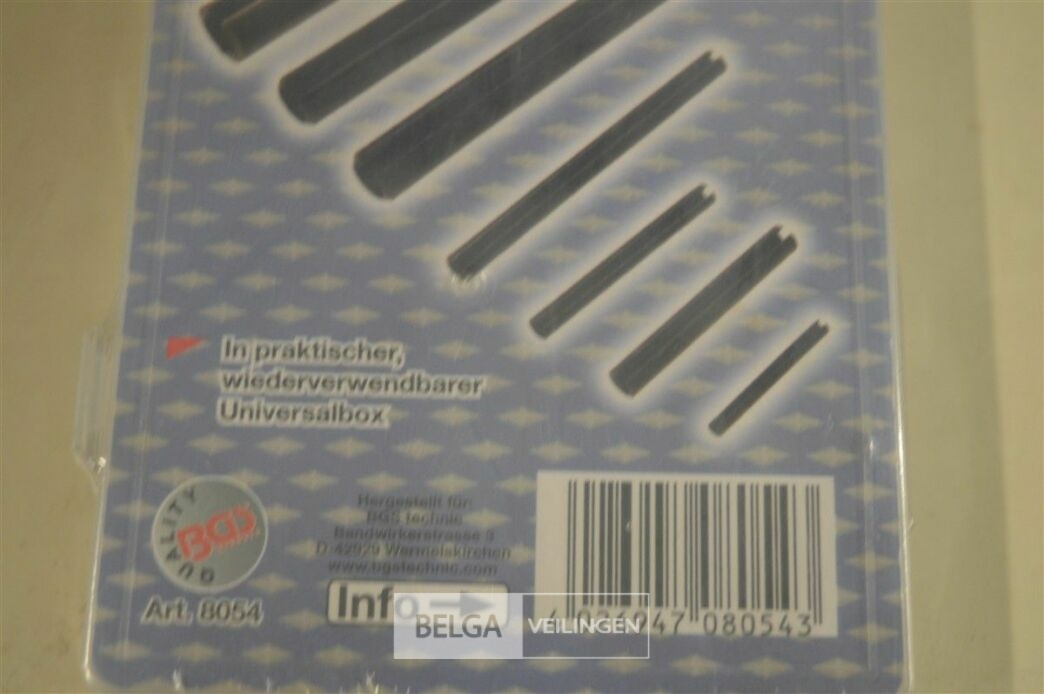 In praktischer,
wiederverwendbarer
Universalbox
QUALITY
BGS
Art. 8054
Hergestellt für:
BGS technic
Bandwirkerstrasse 3
D-42929 Wermelskirchen
www.bgstechnic.com
Info
080543
BELGA VEILINGEN